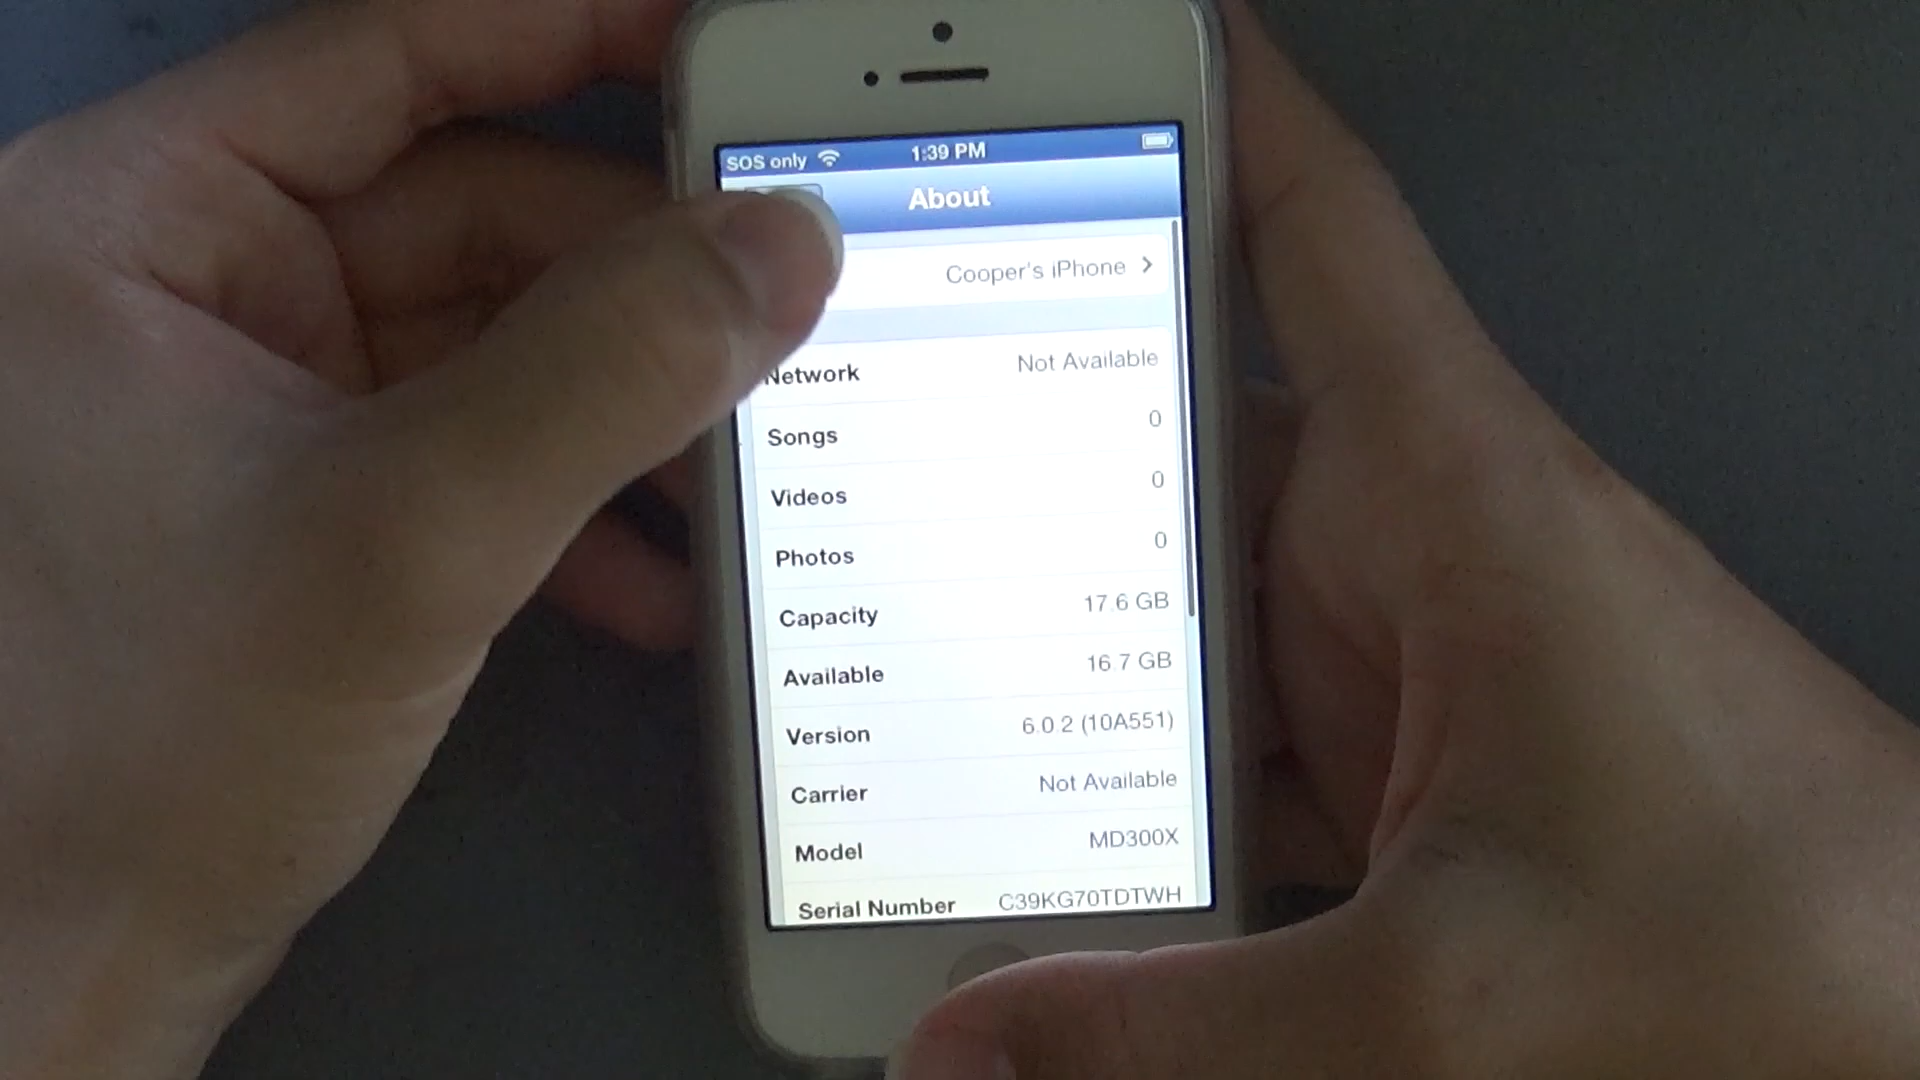 SOS only 1:39 PM
About
Cooper's iPhone
Network Not Available
Songs 0
Videos 0
Photos 0
Capacity 17.6 GB
Available 16.7 GB
Version 6.0.2 (10A551)
Carrier Not Available
Model MD300X
Serial Number C39KG70TDTWH